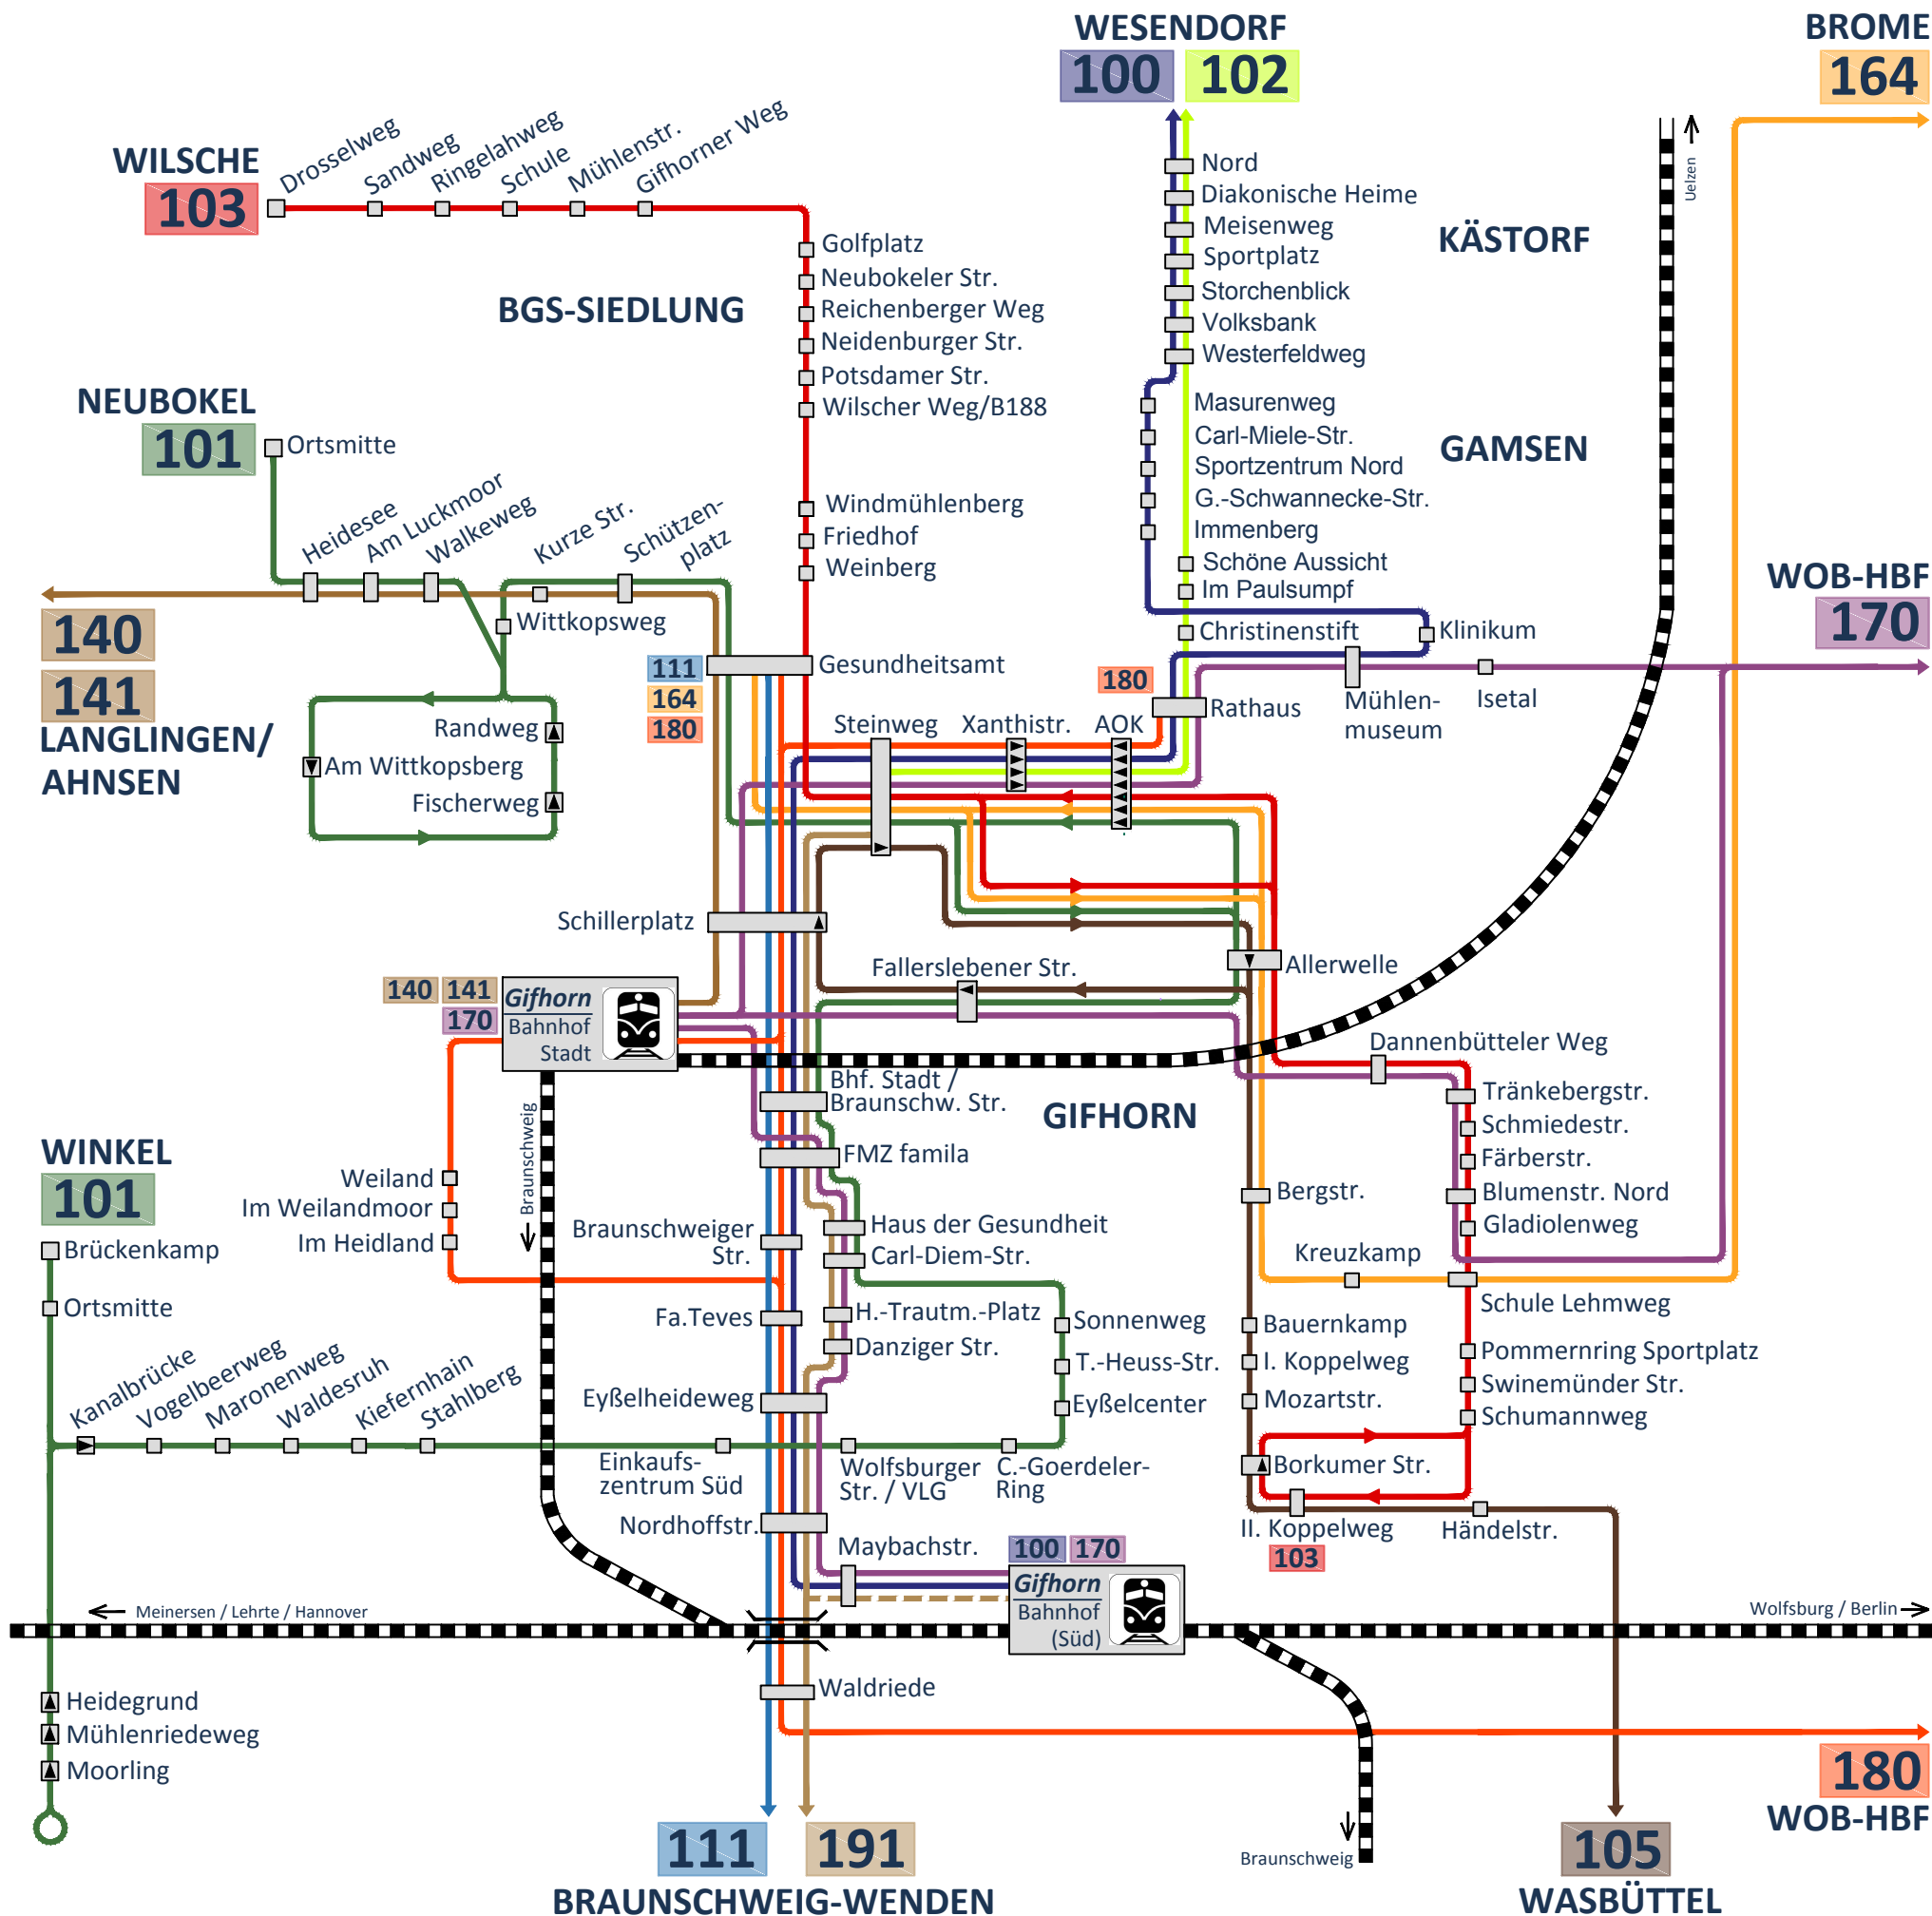 WESENDORF
100
102
BROME
164
WILSCHE
103
Drosselweg
Sandweg
Ringelahweg
Schule
Mühlenstr.
Gifhorner Weg
Uelzen
Nord
Diakonische Heime
Meisenweg
Sportplatz
Storchenblick
Volksbank
Westerfeldweg
KÄSTORF
Golfplatz
Neubokeler Str.
Reichenberger Weg
Neidenburger Str.
Potsdamer Str.
Wilscher Weg/B188
BGS-SIEDLUNG
NEUBOKEL
101
Ortsmitte
Masurenweg
Carl-Miele-Str.
Sportzentrum Nord
G.-Schwannecke-Str.
Immenberg
GAMSEN
Windmühlenberg
Friedhof
Weinberg
Heidesee
Am Luckmoor
Walkeweg
Kurze Str.
Schützen-
platz
Schöne Aussicht
Im Paulsumpf
Christinenstift
Klinikum
WOB-HBF
170
140
141
LANGLINGEN/
AHNSEN
Wittkopsweg
111
164
180
Gesundheitsamt
180
Rathaus
Mühlen-
museum
Isetal
Randweg
Am Wittkopsberg
Fischerweg
Steinweg
Xanthistr.
AOK
Schillerplatz
Fallerslebener Str.
Allerwelle
140
141
170
Gifhorn
Bahnhof
Stadt
Dannenbütteler Weg
Bhf. Stadt /
Braunschw. Str.
GIFHORN
Tränkebergstr.
Schmiedestr.
Färberstr.
Blumenstr. Nord
Gladiolenweg
Braunschweig
FMZ famila
WINKEL
101
Brückenkamp
Ortsmitte
Weiland
Im Weilandmoor
Im Heidland
Braunschweiger
Str.
Haus der Gesundheit
Carl-Diem-Str.
Bergstr.
Kreuzkamp
Schule Lehmweg
Fa.Teves
H.-Trautm.-Platz
Danziger Str.
Sonnenweg
T.-Heuss-Str.
Eyßelcenter
Bauernkamp
I. Koppelweg
Mozartstr.
Pommernring Sportplatz
Swinemünder Str.
Schumannweg
Kanalbrücke
Vogelbeerweg
Maronenweg
Waldesruh
Kiefernhain
Stahlberg
Eyßelheideweg
Einkaufs-
zentrum Süd
Wolfsburger
Str. / VLG
C.-Goerdeler-
Ring
Borkumer Str.
II. Koppelweg
103
Händelstr.
Nordhoffstr.
Maybachstr.
100
170
Gifhorn
Bahnhof
(Süd)
Meinersen / Lehrte / Hannover
Wolfsburg / Berlin
Heidegrund
Mühlenriedeweg
Moorling
Waldriede
180
WOB-HBF
111
191
BRAUNSCHWEIG-WENDEN
Braunschweig
105
WASBÜTTEL